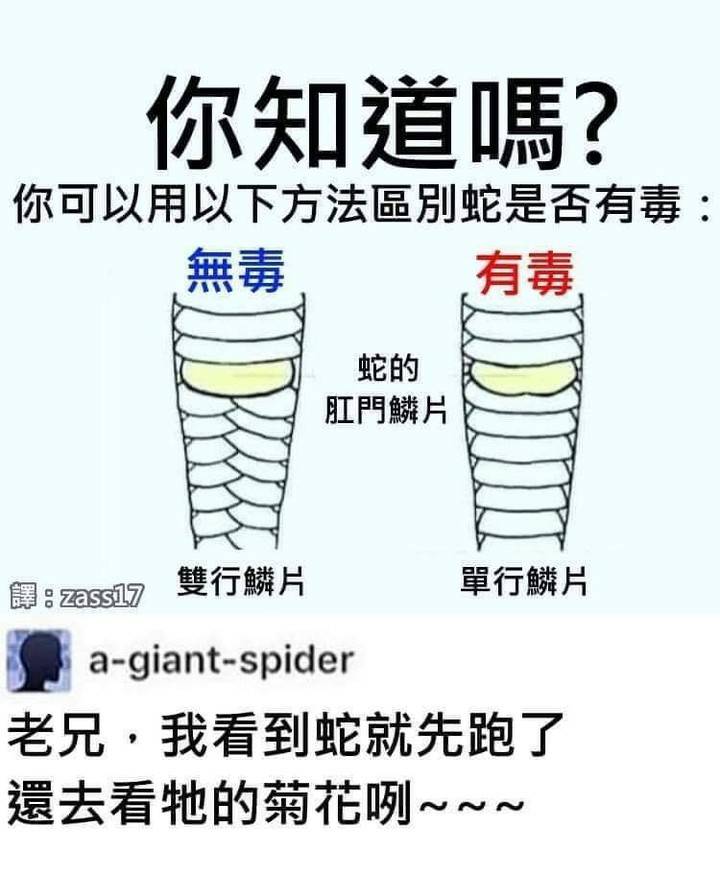 你知道嗎?
你可以用以下方法區別蛇是否有毒：
無毒
有毒
蛇的
肛門鱗片
雙行鱗片
單行鱗片
譯：zass17
a-giant-spider
老兄，我看到蛇就先跑了
還去看牠的菊花咧~~~